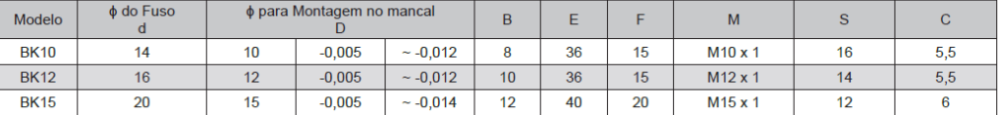 Modelo ϕ do Fuso d ϕ para Montagem no mancal D B E F M S C
BK10 14 10 -0,005 ~ -0,012 8 36 15 M10 x 1 16 5,5
BK12 16 12 -0,005 ~ -0,012 10 36 15 M12 x 1 14 5,5
BK15 20 15 -0,005 ~ -0,014 12 40 20 M15 x 1 12 6